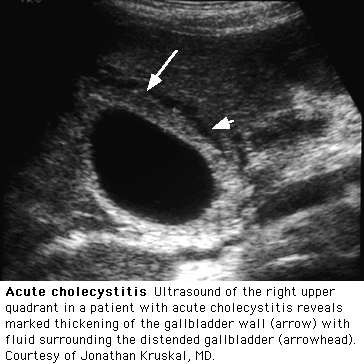 Acute cholecystitis Ultrasound of the right upper
quadrant in a patient with acute cholecystitis reveals
marked thickening of the gallbladder wall (arrow) with
fluid surrounding the distended gallbladder (arrowhead).
Courtesy of Jonathan Kruskal, MD.